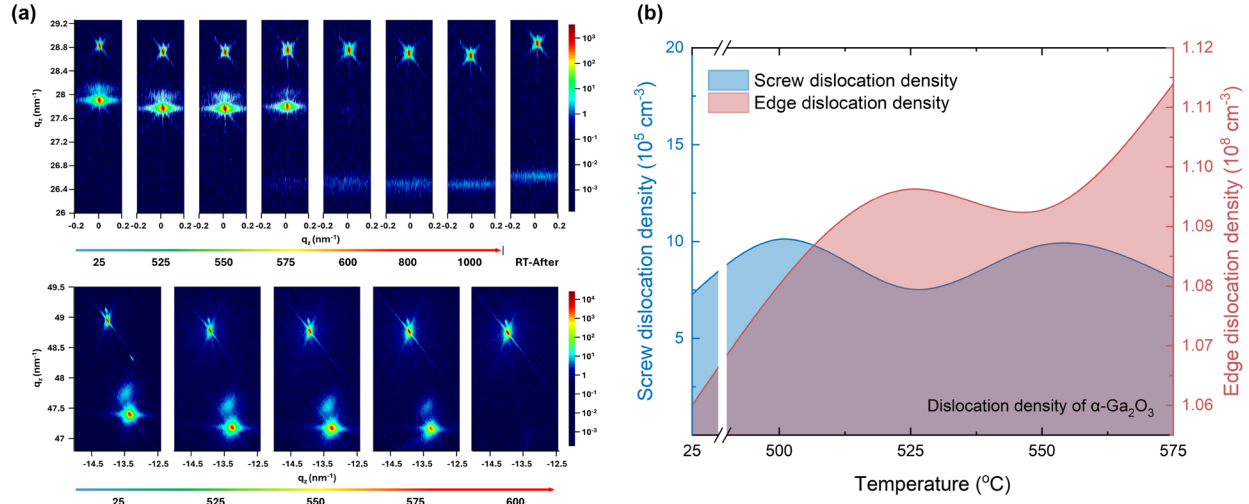 (a)
29.2
28.8
28.4
28
27.6
27.2
26.8
26.4
26
q_z (nm⁻¹)
-0.2 0 0.2 -0.2 0 0.2 -0.2 0 0.2 -0.2 0 0.2 -0.2 0 0.2 -0.2 0 0.2 -0.2 0 0.2 -0.2 0 0.2
q_z (nm⁻¹)
10³
10²
10¹
1
10⁻¹
10⁻²
10⁻³
25 525 550 575 600 800 1000 RT-After
49.5
49
48.5
48
47.5
47
q_z (nm⁻¹)
-14.5 -13.5 -12.5 -14.5 -13.5 -12.5 -14.5 -13.5 -12.5 -14.5 -13.5 -12.5 -14.5 -13.5 -12.5
q_z (nm⁻¹)
10⁴
10³
10²
10¹
1
10⁻¹
10⁻²
10⁻³
25 525 550 575 600
(b)
20
15
10
5
Screw dislocation density (10⁵ cm⁻³)
Screw dislocation density
Edge dislocation density
Dislocation density of α-Ga₂O₃
1.12
1.11
1.10
1.09
1.08
1.07
1.06
Edge dislocation density (10⁸ cm⁻³)
25 500 525 550 575
Temperature (°C)